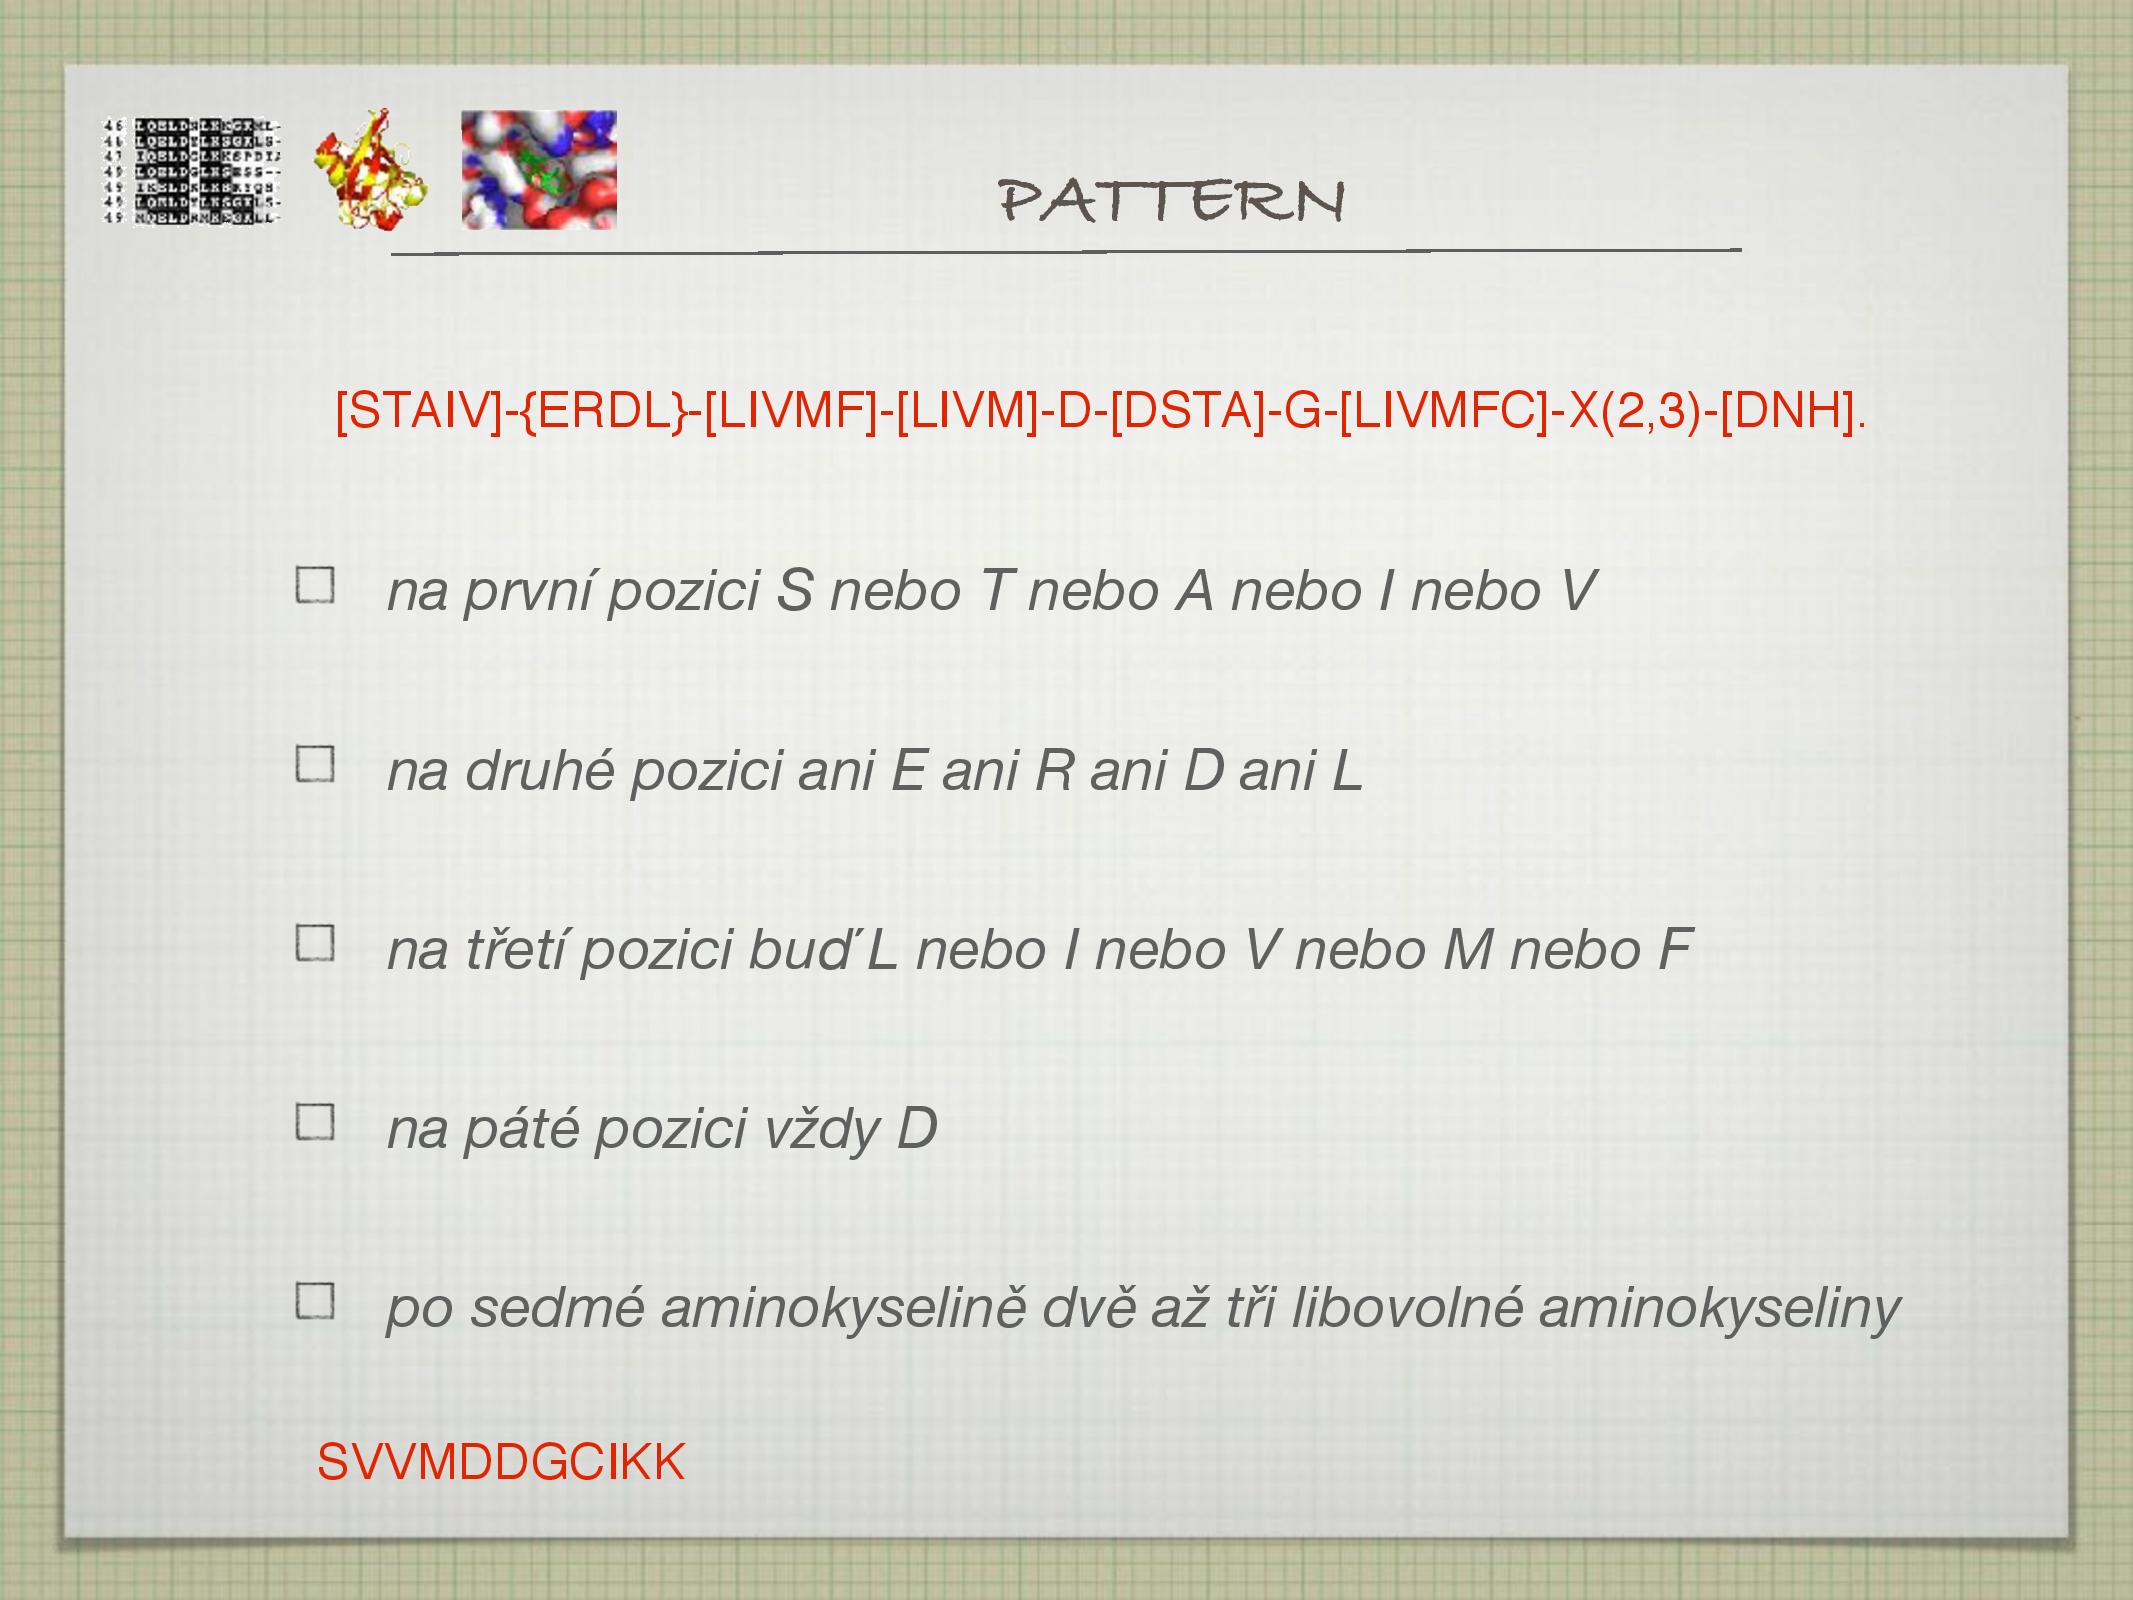 PATTERN
[STAIV]-{ERDL}-[LIVMF]-[LIVM]-D-[DSTA]-G-[LIVMFC]-X(2,3)-[DNH].
na první pozici S nebo T nebo A nebo I nebo V
na druhé pozici ani E ani R ani D ani L
na třetí pozici buď L nebo I nebo V nebo M nebo F
na páté pozici vždy D
po sedmé aminokyselině dvě až tři libovolné aminokyseliny
SVVMDDGCIKK